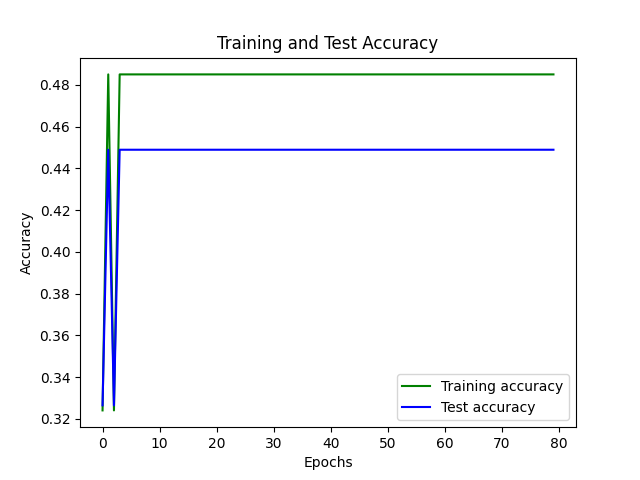 Training and Test Accuracy
Accuracy
0.48
0.46
0.44
0.42
0.40
0.38
0.36
0.34
0.32
Training accuracy
Test accuracy
0 10 20 30 40 50 60 70 80
Epochs